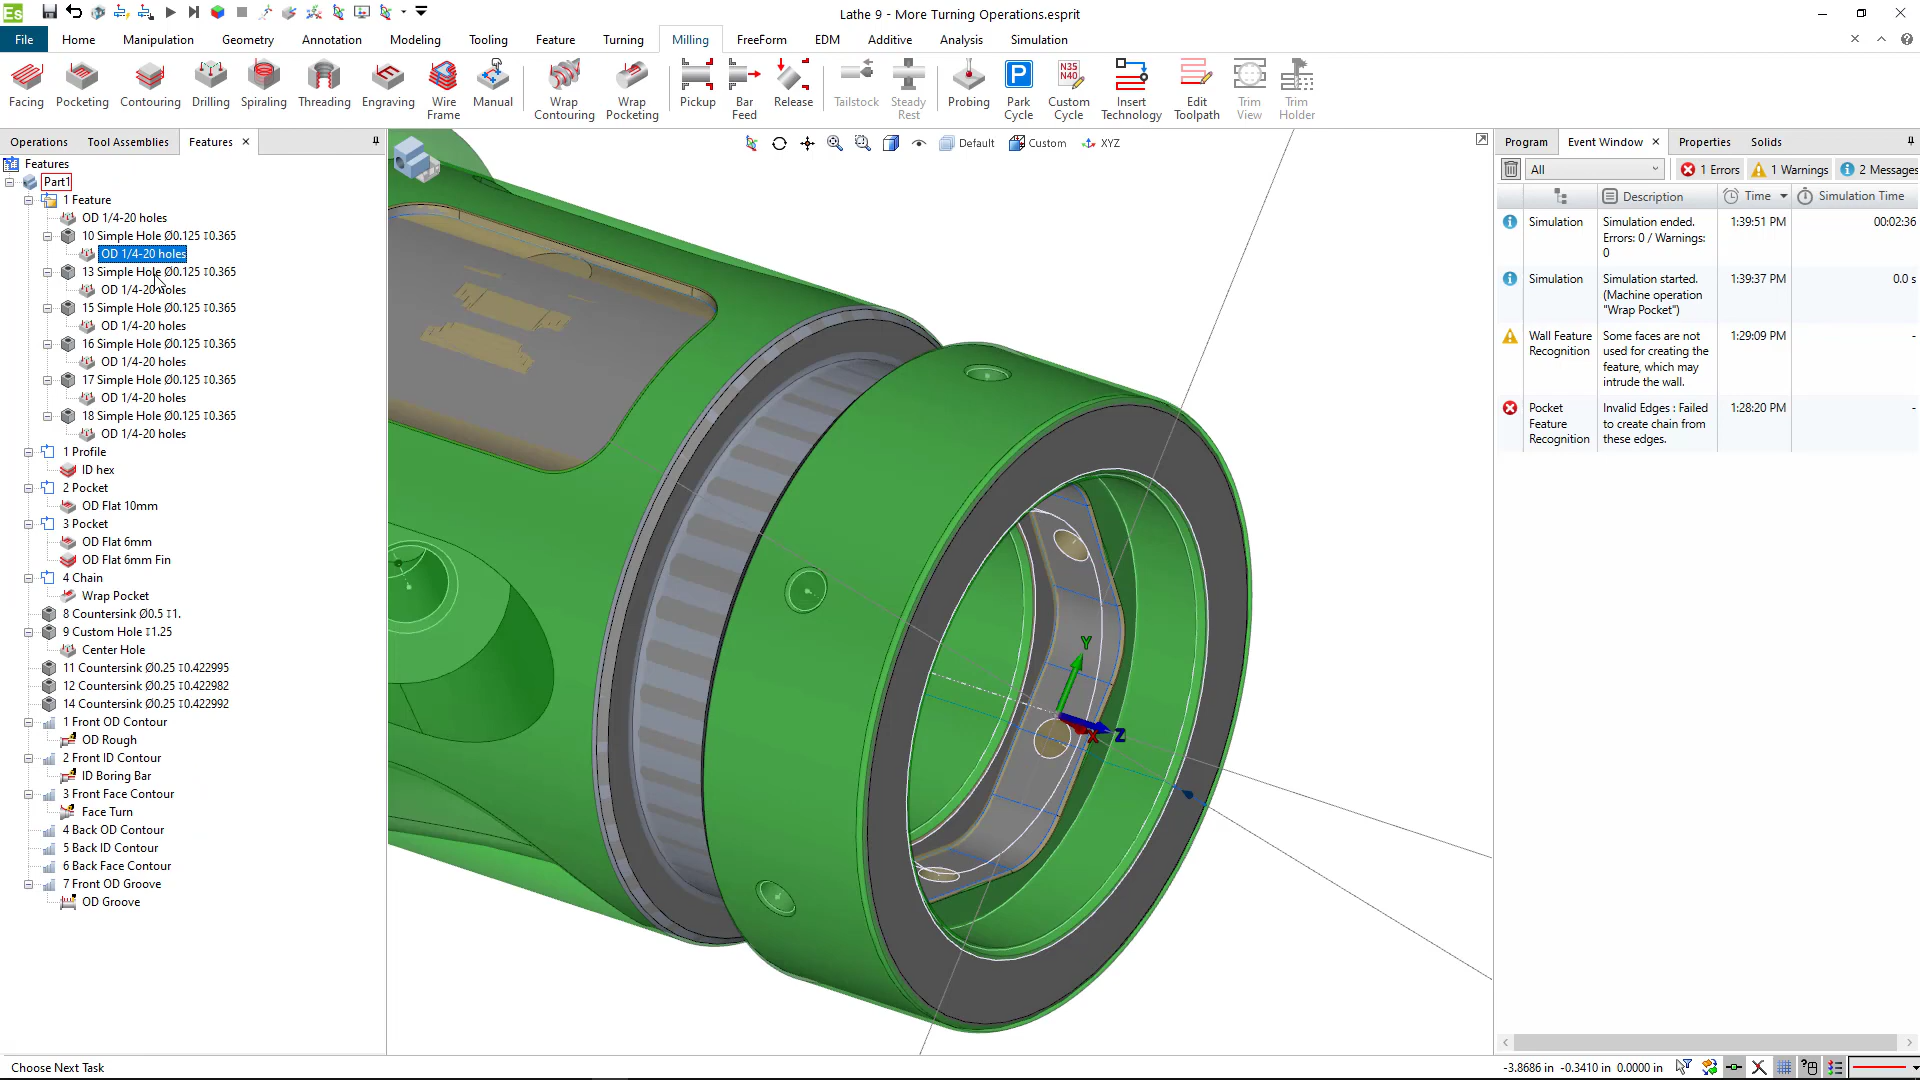 Es
Lathe 9 - More Turning Operations.esprit
File Home Manipulation Geometry Annotation Modeling Tooling Feature Turning Milling FreeForm EDM Additive Analysis Simulation
Facing Pocketing Contouring Drilling Spiraling Threading Engraving Wire Frame Manual Wrap Contouring Wrap Pocketing Pickup Bar Feed Release Tailstock Steady Rest Probing P Park Cycle N35 N40 Custom Cycle Insert Technology Edit Toolpath Trim View Trim Holder
Operations Tool Assemblies Features
Features
Part1
1 Feature
OD 1/4-20 holes
10 Simple Hole Ø0.125 ↧0.365
OD 1/4-20 holes
13 Simple Hole Ø0.125 ↧0.365
OD 1/4-20 holes
15 Simple Hole Ø0.125 ↧0.365
OD 1/4-20 holes
16 Simple Hole Ø0.125 ↧0.365
OD 1/4-20 holes
17 Simple Hole Ø0.125 ↧0.365
OD 1/4-20 holes
18 Simple Hole Ø0.125 ↧0.365
OD 1/4-20 holes
1 Profile
ID hex
2 Pocket
OD Flat 10mm
3 Pocket
OD Flat 6mm
OD Flat 6mm Fin
4 Chain
Wrap Pocket
8 Countersink Ø0.5 ↧1.
9 Custom Hole ↧1.25
Center Hole
11 Countersink Ø0.25 ↧0.422995
12 Countersink Ø0.25 ↧0.422982
14 Countersink Ø0.25 ↧0.422992
1 Front OD Contour
OD Rough
2 Front ID Contour
ID Boring Bar
3 Front Face Contour
Face Turn
4 Back OD Contour
5 Back ID Contour
6 Back Face Contour
7 Front OD Groove
OD Groove
Default Custom XYZ
Y
X
Z
Program Event Window Properties Solids
All 1 Errors 1 Warnings 2 Messages
Description Time Simulation Time
Simulation Simulation ended. 1:39:51 PM 00:02:36
Errors: 0 / Warnings:
0
Simulation Simulation started. 1:39:37 PM 0.0 s
(Machine operation
"Wrap Pocket")
Wall Feature Some faces are not 1:29:09 PM -
Recognition used for creating the
feature, which may
intrude the wall.
Pocket Invalid Edges : Failed 1:28:20 PM -
Feature to create chain from
Recognition these edges.
Choose Next Task
-3.8686 in -0.3410 in 0.0000 in